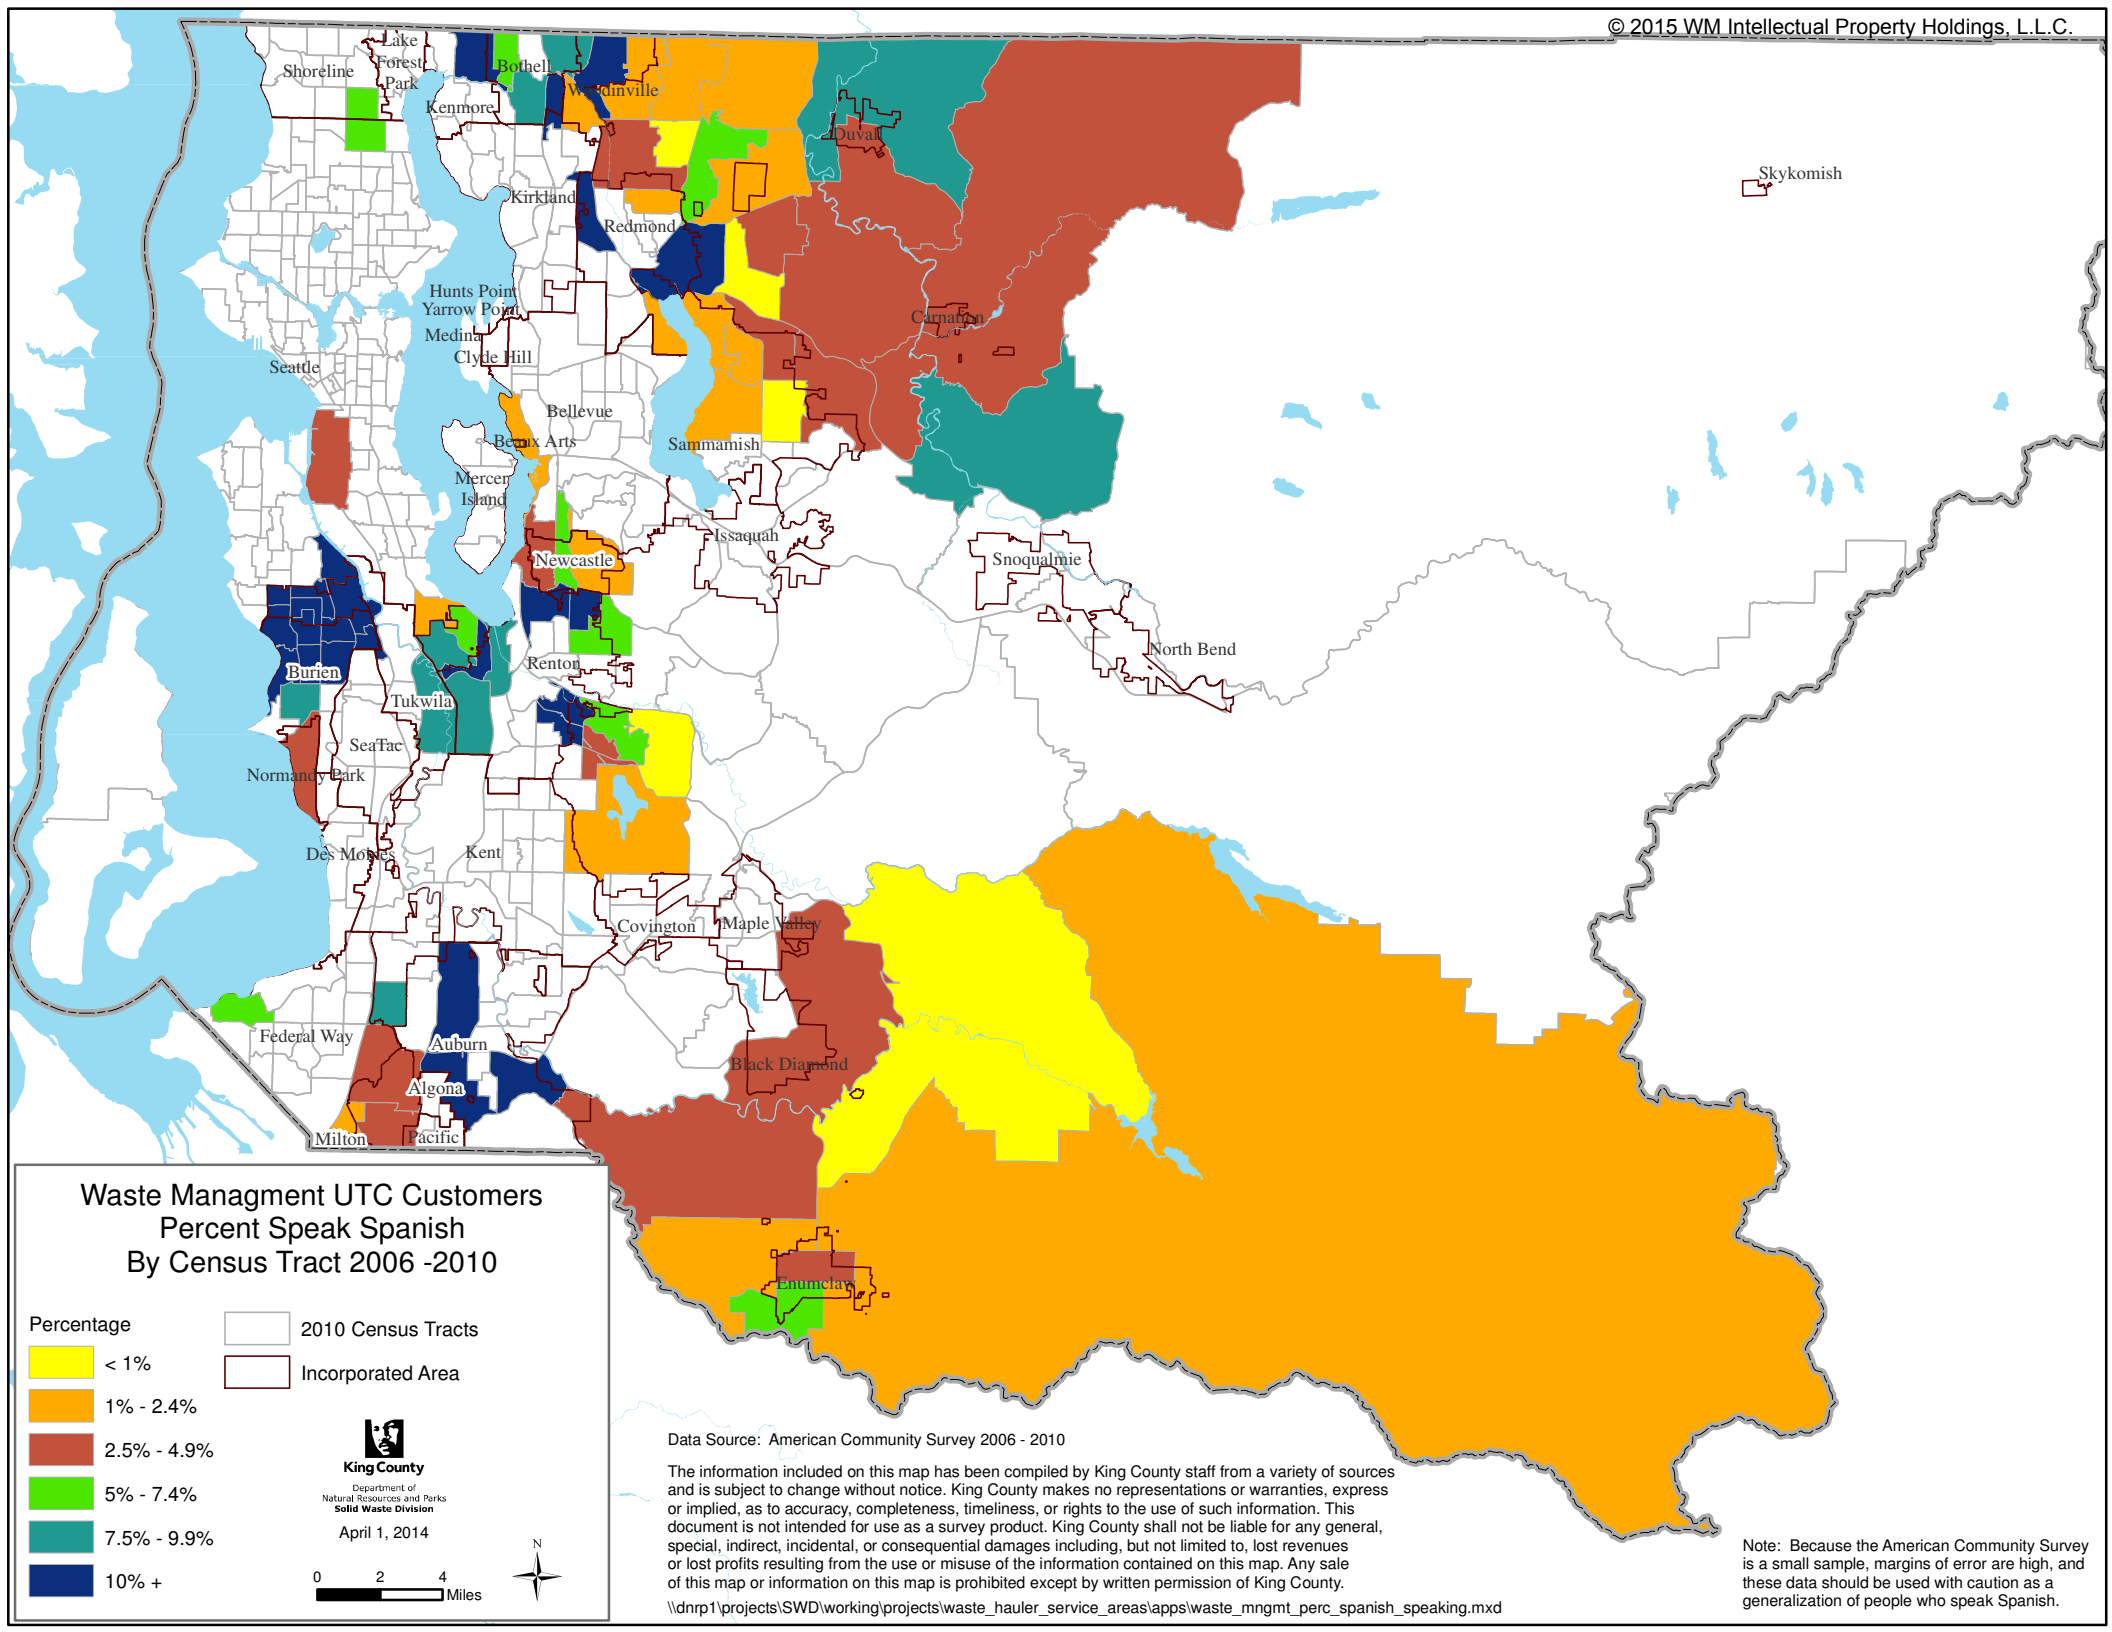 © 2015 WM Intellectual Property Holdings, L.L.C.
Lake
Forest
Park
Shoreline
Bothell
Kenmore
Woodinville
Duvall
Skykomish
Kirkland
Redmond
Hunts Point
Yarrow Point
Medina
Clyde Hill
Carnation
Seattle
Bellevue
Beaux Arts
Sammamish
Mercer
Island
Issaquah
Newcastle
Snoqualmie
North Bend
Renton
Burien
Tukwila
SeaTac
Normandy Park
Des Moines
Kent
Covington
Maple Valley
Federal Way
Auburn
Black Diamond
Algona
Milton
Pacific
Enumclaw
Waste Managment UTC Customers
Percent Speak Spanish
By Census Tract 2006 -2010
Percentage
< 1%
1% - 2.4%
2.5% - 4.9%
5% - 7.4%
7.5% - 9.9%
10% +
2010 Census Tracts
Incorporated Area
King County
Department of
Natural Resources and Parks
Solid Waste Division
April 1, 2014
0 2 4
Miles
N
Data Source: American Community Survey 2006 - 2010
The information included on this map has been compiled by King County staff from a variety of sources
and is subject to change without notice. King County makes no representations or warranties, express
or implied, as to accuracy, completeness, timeliness, or rights to the use of such information. This
document is not intended for use as a survey product. King County shall not be liable for any general,
special, indirect, incidental, or consequential damages including, but not limited to, lost revenues
or lost profits resulting from the use or misuse of the information contained on this map. Any sale
of this map or information on this map is prohibited except by written permission of King County.
\\dnrp1\projects\SWD\working\projects\waste_hauler_service_areas\apps\waste_mngmt_perc_spanish_speaking.mxd
Note: Because the American Community Survey
is a small sample, margins of error are high, and
these data should be used with caution as a
generalization of people who speak Spanish.